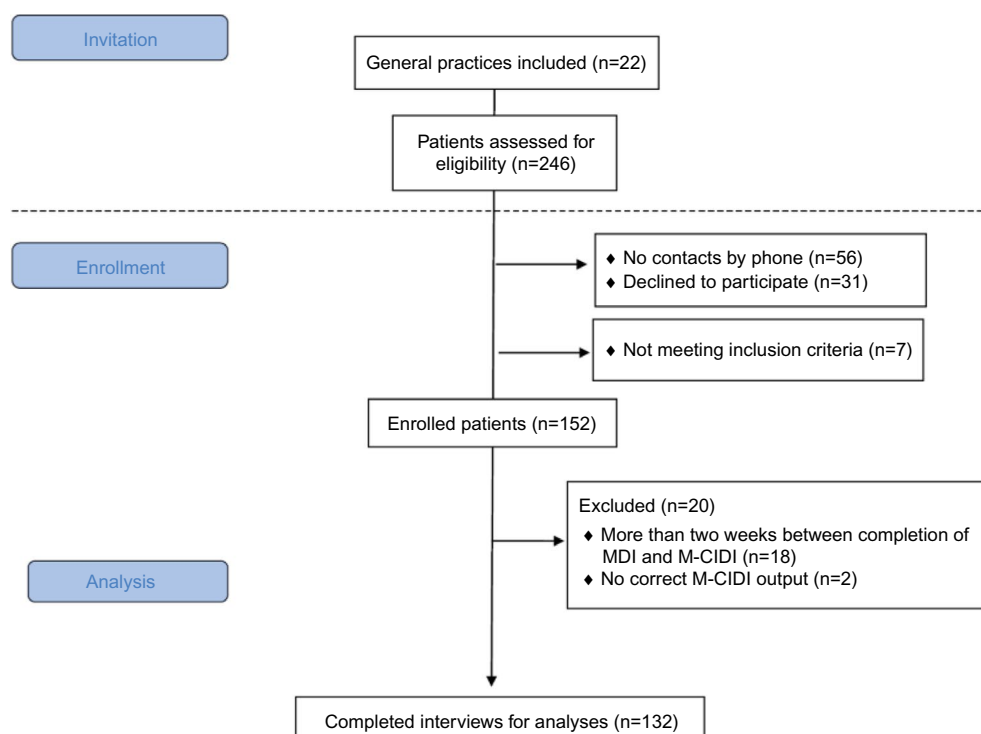 Invitation
General practices included (n=22)
Patients assessed for
eligibility (n=246)
Enrollment
♦ No contacts by phone (n=56)
♦ Declined to participate (n=31)
♦ Not meeting inclusion criteria (n=7)
Enrolled patients (n=152)
Excluded (n=20)
♦ More than two weeks between completion of
MDI and M-CIDI (n=18)
♦ No correct M-CIDI output (n=2)
Analysis
Completed interviews for analyses (n=132)